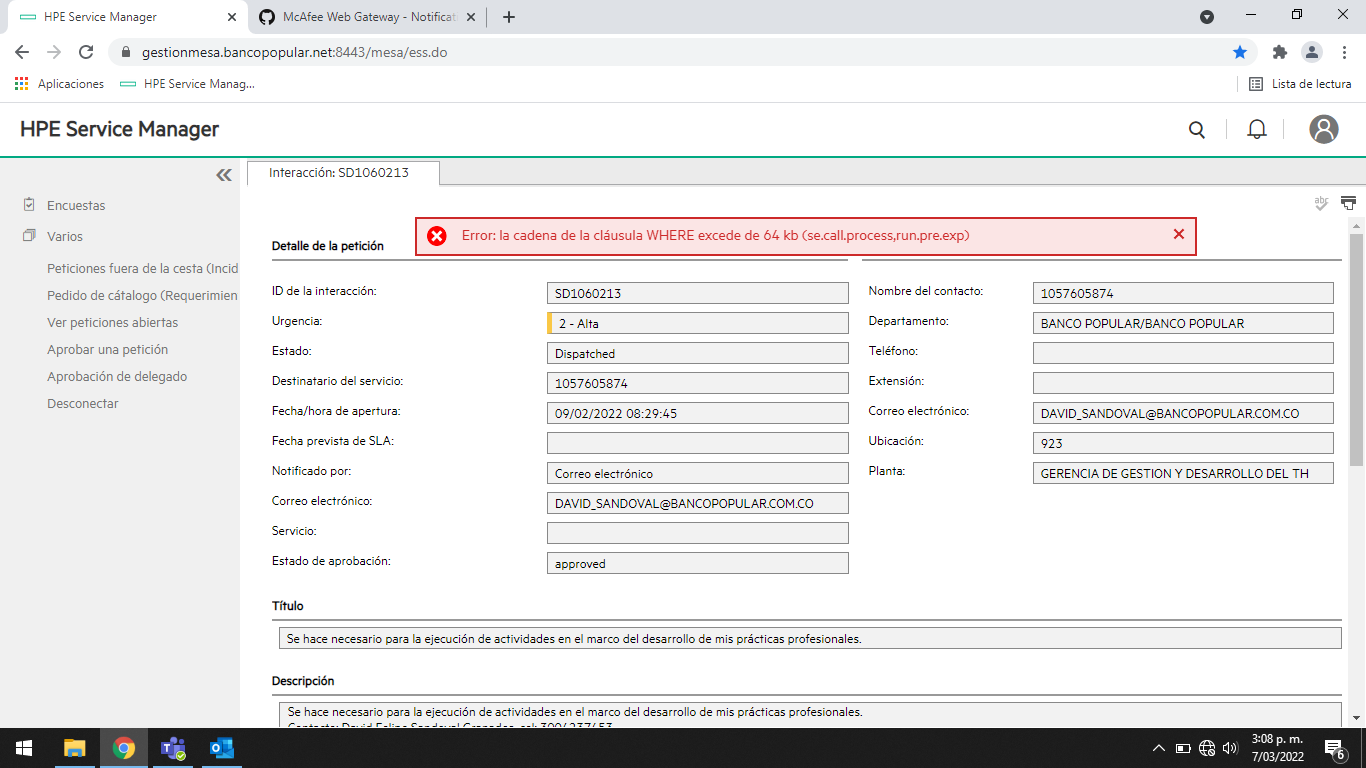 HPE Service Manager
McAfee Web Gateway - Notificat
gestionmesa.bancopopular.net:8443/mesa/ess.do
Aplicaciones
HPE Service Manag...
Lista de lectura
HPE Service Manager
Interacción: SD1060213
Encuestas
Varios
Peticiones fuera de la cesta (Incid
Pedido de cátalogo (Requerimien
Ver peticiones abiertas
Aprobar una petición
Aprobación de delegado
Desconectar
abc
Error: la cadena de la cláusula WHERE excede de 64 kb (se.call.process,run.pre.exp)
Detalle de la petición
ID de la interacción: SD1060213
Urgencia: 2 - Alta
Estado: Dispatched
Destinatario del servicio: 1057605874
Fecha/hora de apertura: 09/02/2022 08:29:45
Fecha prevista de SLA:
Notificado por: Correo electrónico
Correo electrónico: DAVID_SANDOVAL@BANCOPOPULAR.COM.CO
Servicio:
Estado de aprobación: approved
Nombre del contacto: 1057605874
Departamento: BANCO POPULAR/BANCO POPULAR
Teléfono:
Extensión:
Correo electrónico: DAVID_SANDOVAL@BANCOPOPULAR.COM.CO
Ubicación: 923
Planta: GERENCIA DE GESTION Y DESARROLLO DEL TH
Título
Se hace necesario para la ejecución de actividades en el marco del desarrollo de mis prácticas profesionales.
Descripción
Se hace necesario para la ejecución de actividades en el marco del desarrollo de mis prácticas profesionales.
Contacto: David Felipe Sandoval
3:08 p. m.
7/03/2022
6